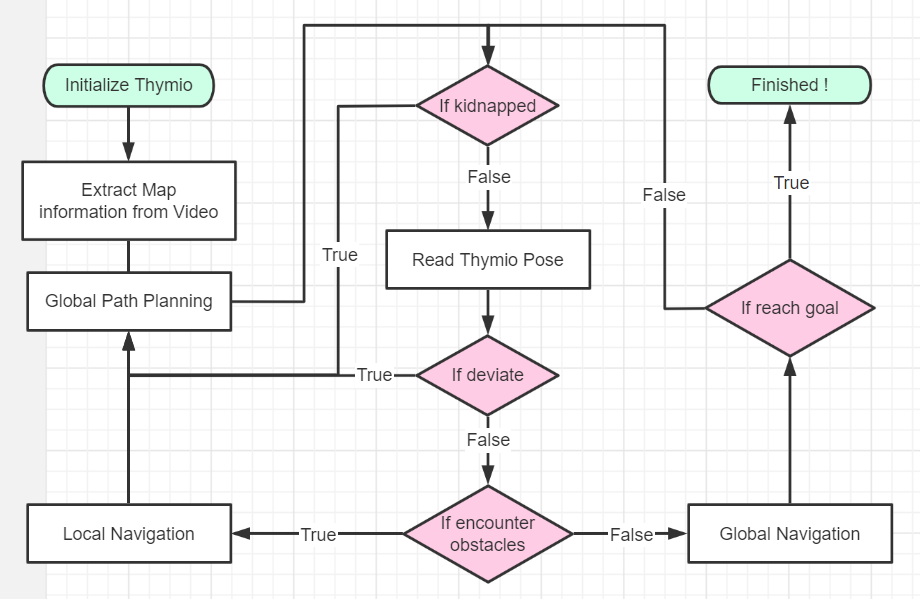 Initialize Thymio
If kidnapped
Finished !
False
True
False
Extract Map
information from Video
True
Read Thymio Pose
Global Path Planning
If reach goal
True
If deviate
False
Local Navigation
True
If encounter
obstacles
False
Global Navigation